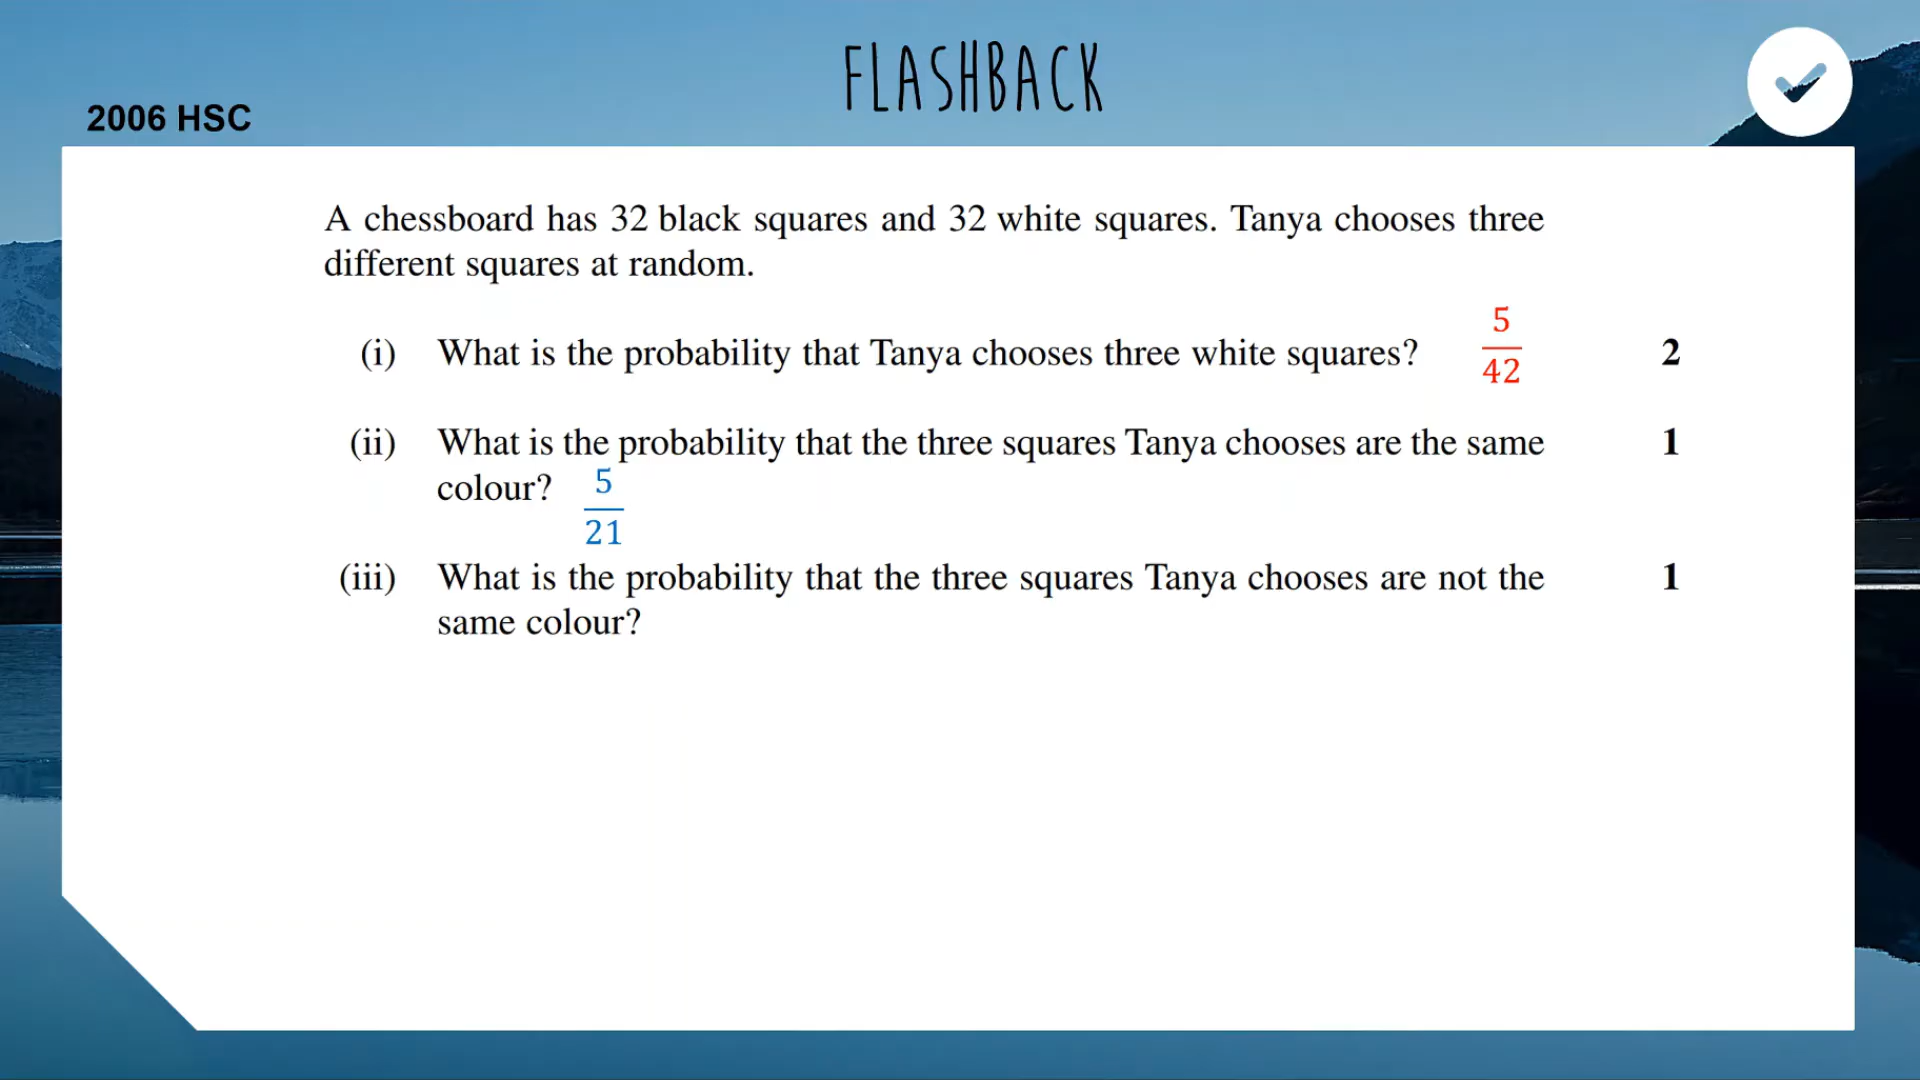 FLASHBACK
2006 HSC
A chessboard has 32 black squares and 32 white squares. Tanya chooses three
different squares at random.
(i) What is the probability that Tanya chooses three white squares? 5/42 2
(ii) What is the probability that the three squares Tanya chooses are the same 1
colour? 5/21
(iii) What is the probability that the three squares Tanya chooses are not the 1
same colour?